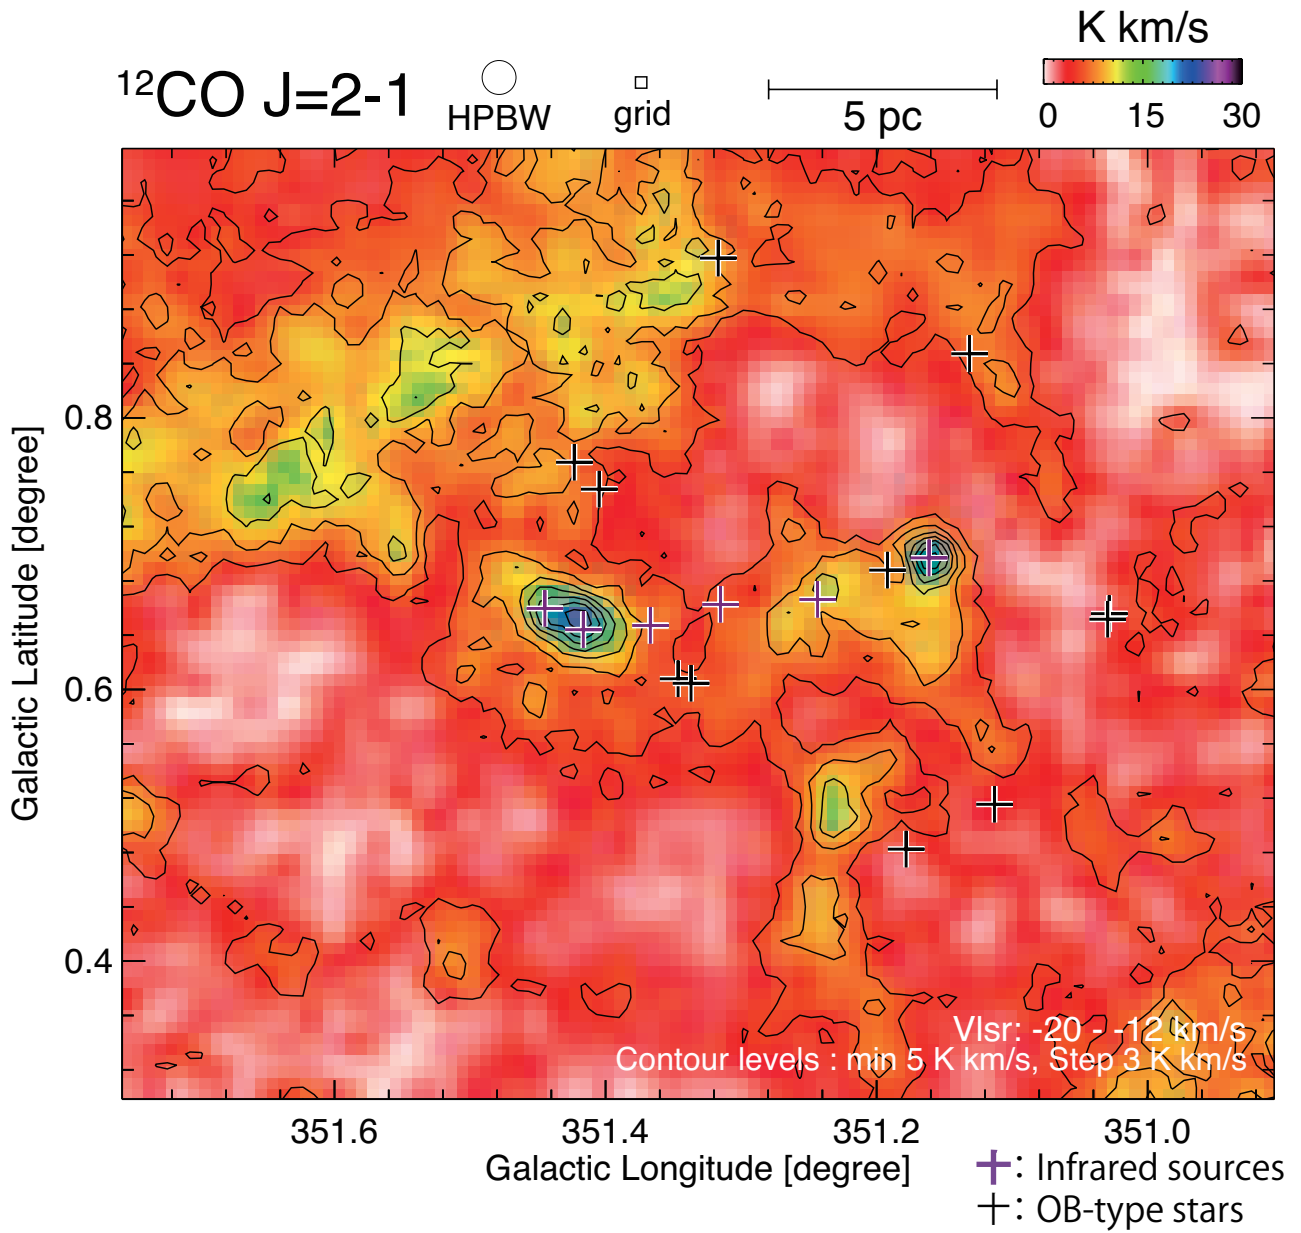 K km/s
¹²CO J=2-1
HPBW
grid
5 pc
0 15 30
0.8
0.6
0.4
Galactic Latitude [degree]
Vlsr: -20 - -12 km/s
Contour levels : min 5 K km/s, Step 3 K km/s
351.6 351.4 351.2 351.0
Galactic Longitude [degree]
: Infrared sources
: OB-type stars